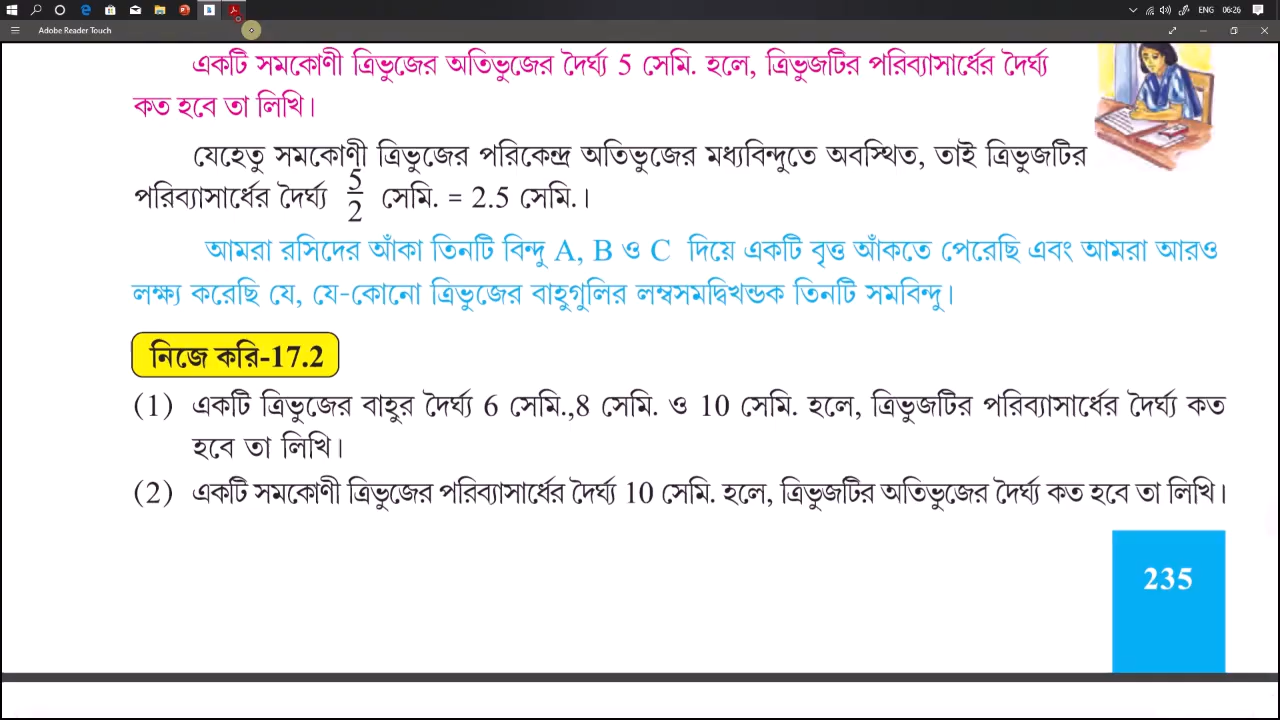 ENG 06:26
Adobe Reader Touch
একটি সমকোণী ত্রিভুজের অতিভুজের দৈর্ঘ্য 5 সেমি. হলে, ত্রিভুজটির পরিব্যাসার্ধের দৈর্ঘ্য
কত হবে তা লিখি।
যেহেতু সমকোণী ত্রিভুজের পরিকেন্দ্র অতিভুজের মধ্যবিন্দুতে অবস্থিত, তাই ত্রিভুজটির
পরিব্যাসার্ধের দৈর্ঘ্য 5/2 সেমি. = 2.5 সেমি.।
আমরা রসিদের আঁকা তিনটি বিন্দু A, B ও C দিয়ে একটি বৃত্ত আঁকতে পেরেছি এবং আমরা আরও
লক্ষ্য করেছি যে, যে-কোনো ত্রিভুজের বাহুগুলির লম্বসমদ্বিখন্ডক তিনটি সমবিন্দু।
নিজে করি-17.2
(1) একটি ত্রিভুজের বাহুর দৈর্ঘ্য 6 সেমি.,8 সেমি. ও 10 সেমি. হলে, ত্রিভুজটির পরিব্যাসার্ধের দৈর্ঘ্য কত
হবে তা লিখি।
(2) একটি সমকোণী ত্রিভুজের পরিব্যাসার্ধের দৈর্ঘ্য 10 সেমি. হলে, ত্রিভুজটির অতিভুজের দৈর্ঘ্য কত হবে তা লিখি।
235